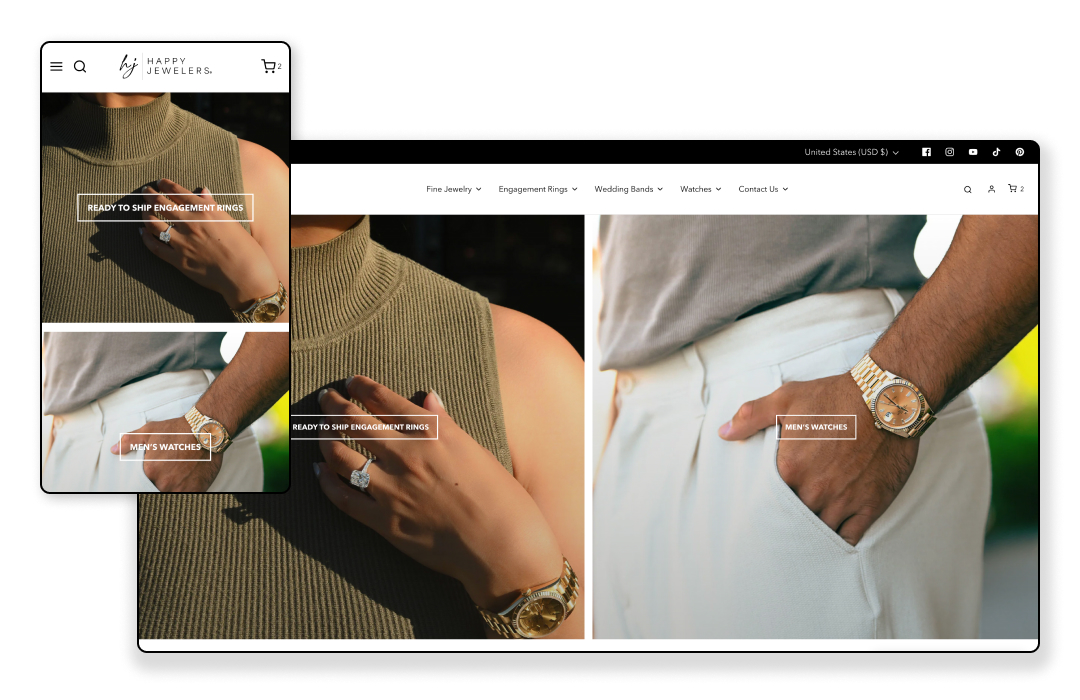 hj
HAPPY
JEWELERS
2
READY TO SHIP ENGAGEMENT RINGS
MEN'S WATCHES
United States (USD $)
Fine Jewelry
Engagement Rings
Wedding Bands
Watches
Contact Us
2
READY TO SHIP ENGAGEMENT RINGS
MEN'S WATCHES